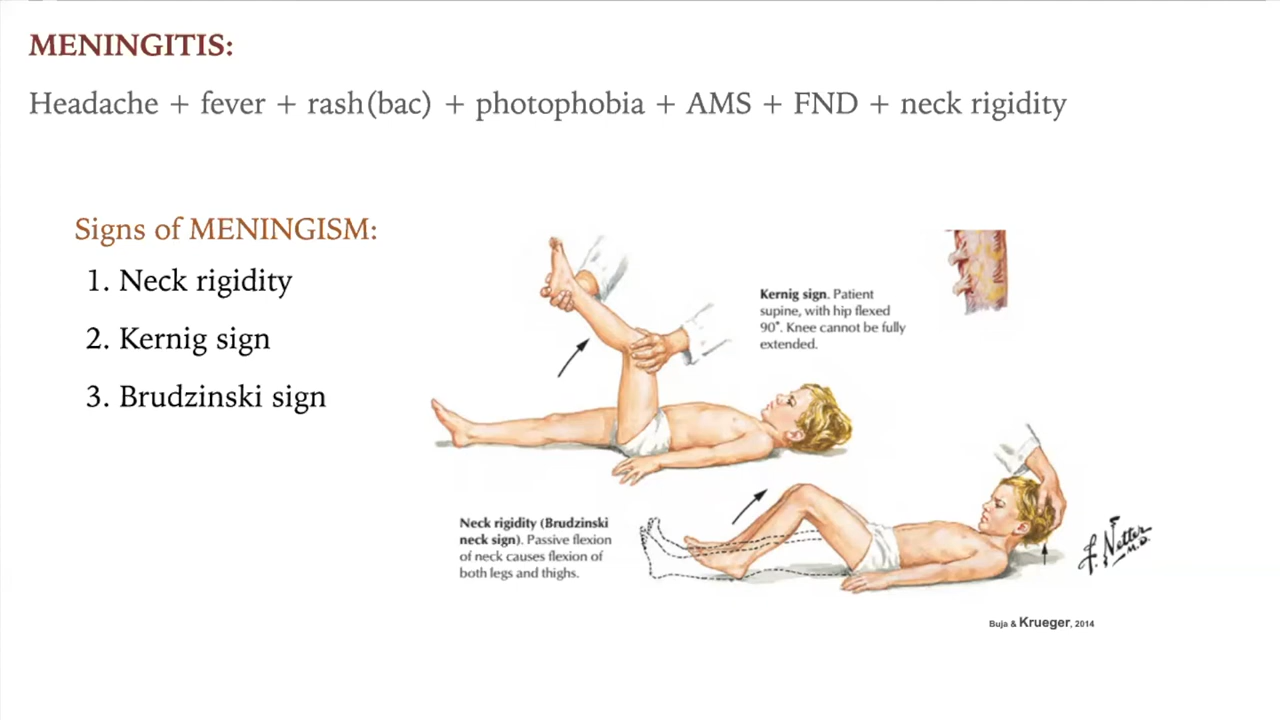 MENINGITIS:
Headache + fever + rash(bac) + photophobia + AMS + FND + neck rigidity
Signs of MENINGISM:
1. Neck rigidity
2. Kernig sign
3. Brudzinski sign
Kernig sign. Patient
supine, with hip flexed
90°. Knee cannot be fully
extended.
Neck rigidity (Brudzinski
neck sign). Passive flexion
of neck causes flexion of
both legs and thighs.
F. Netter
M.D.
Buja & Krueger, 2014